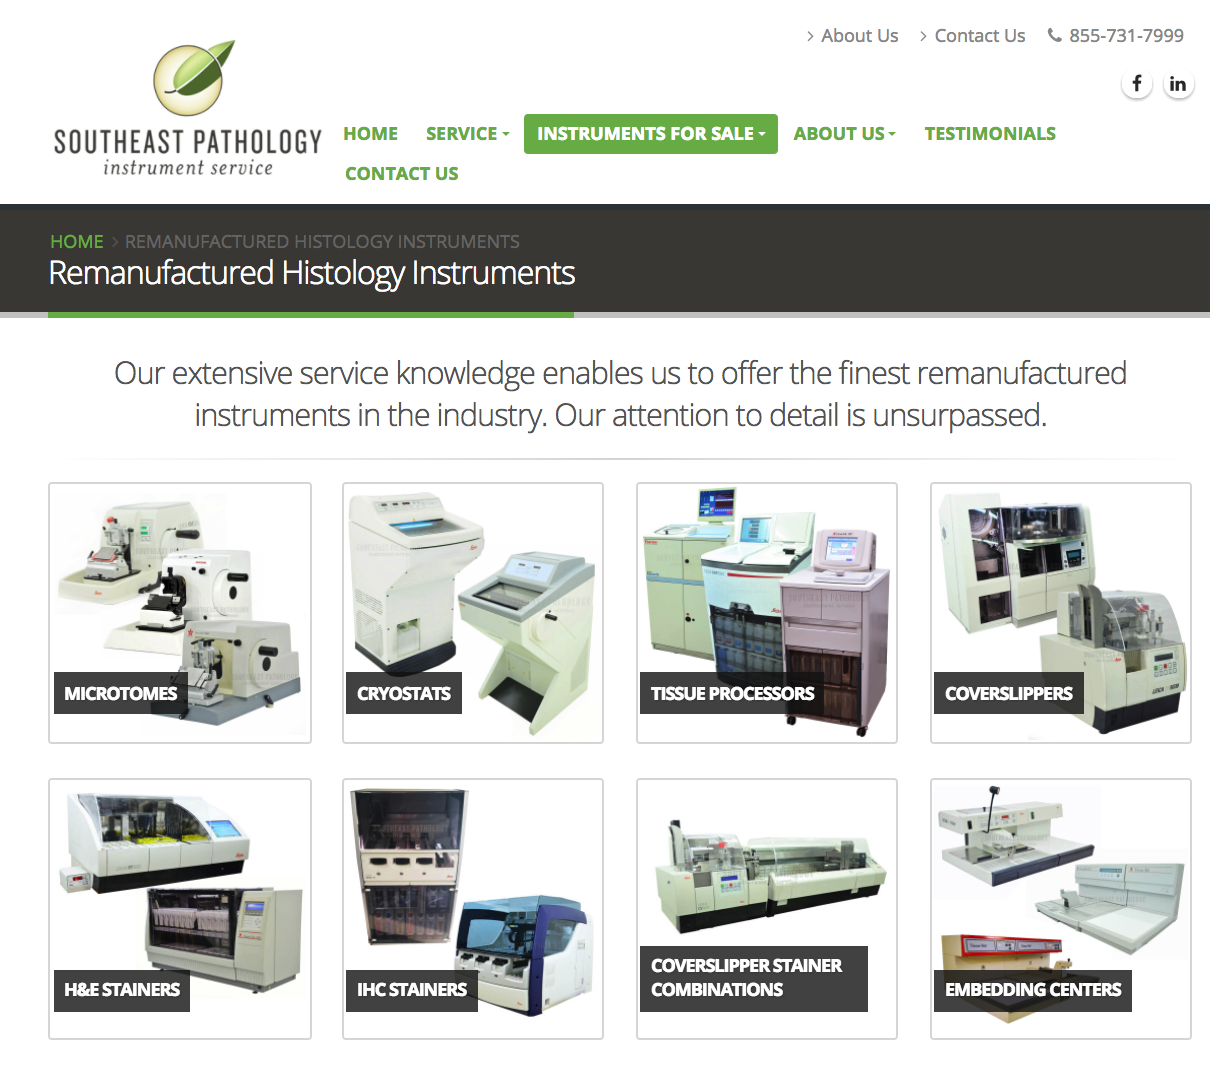 About Us
Contact Us
855-731-7999
SOUTHEAST PATHOLOGY
instrument service
HOME
SERVICE
INSTRUMENTS FOR SALE
ABOUT US
TESTIMONIALS
CONTACT US
HOME > REMANUFACTURED HISTOLOGY INSTRUMENTS
Remanufactured Histology Instruments
Our extensive service knowledge enables us to offer the finest remanufactured
instruments in the industry. Our attention to detail is unsurpassed.
MICROTOMES
CRYOSTATS
TISSUE PROCESSORS
COVERSLIPPERS
H&E STAINERS
IHC STAINERS
COVERSLIPPER STAINER
COMBINATIONS
EMBEDDING CENTERS